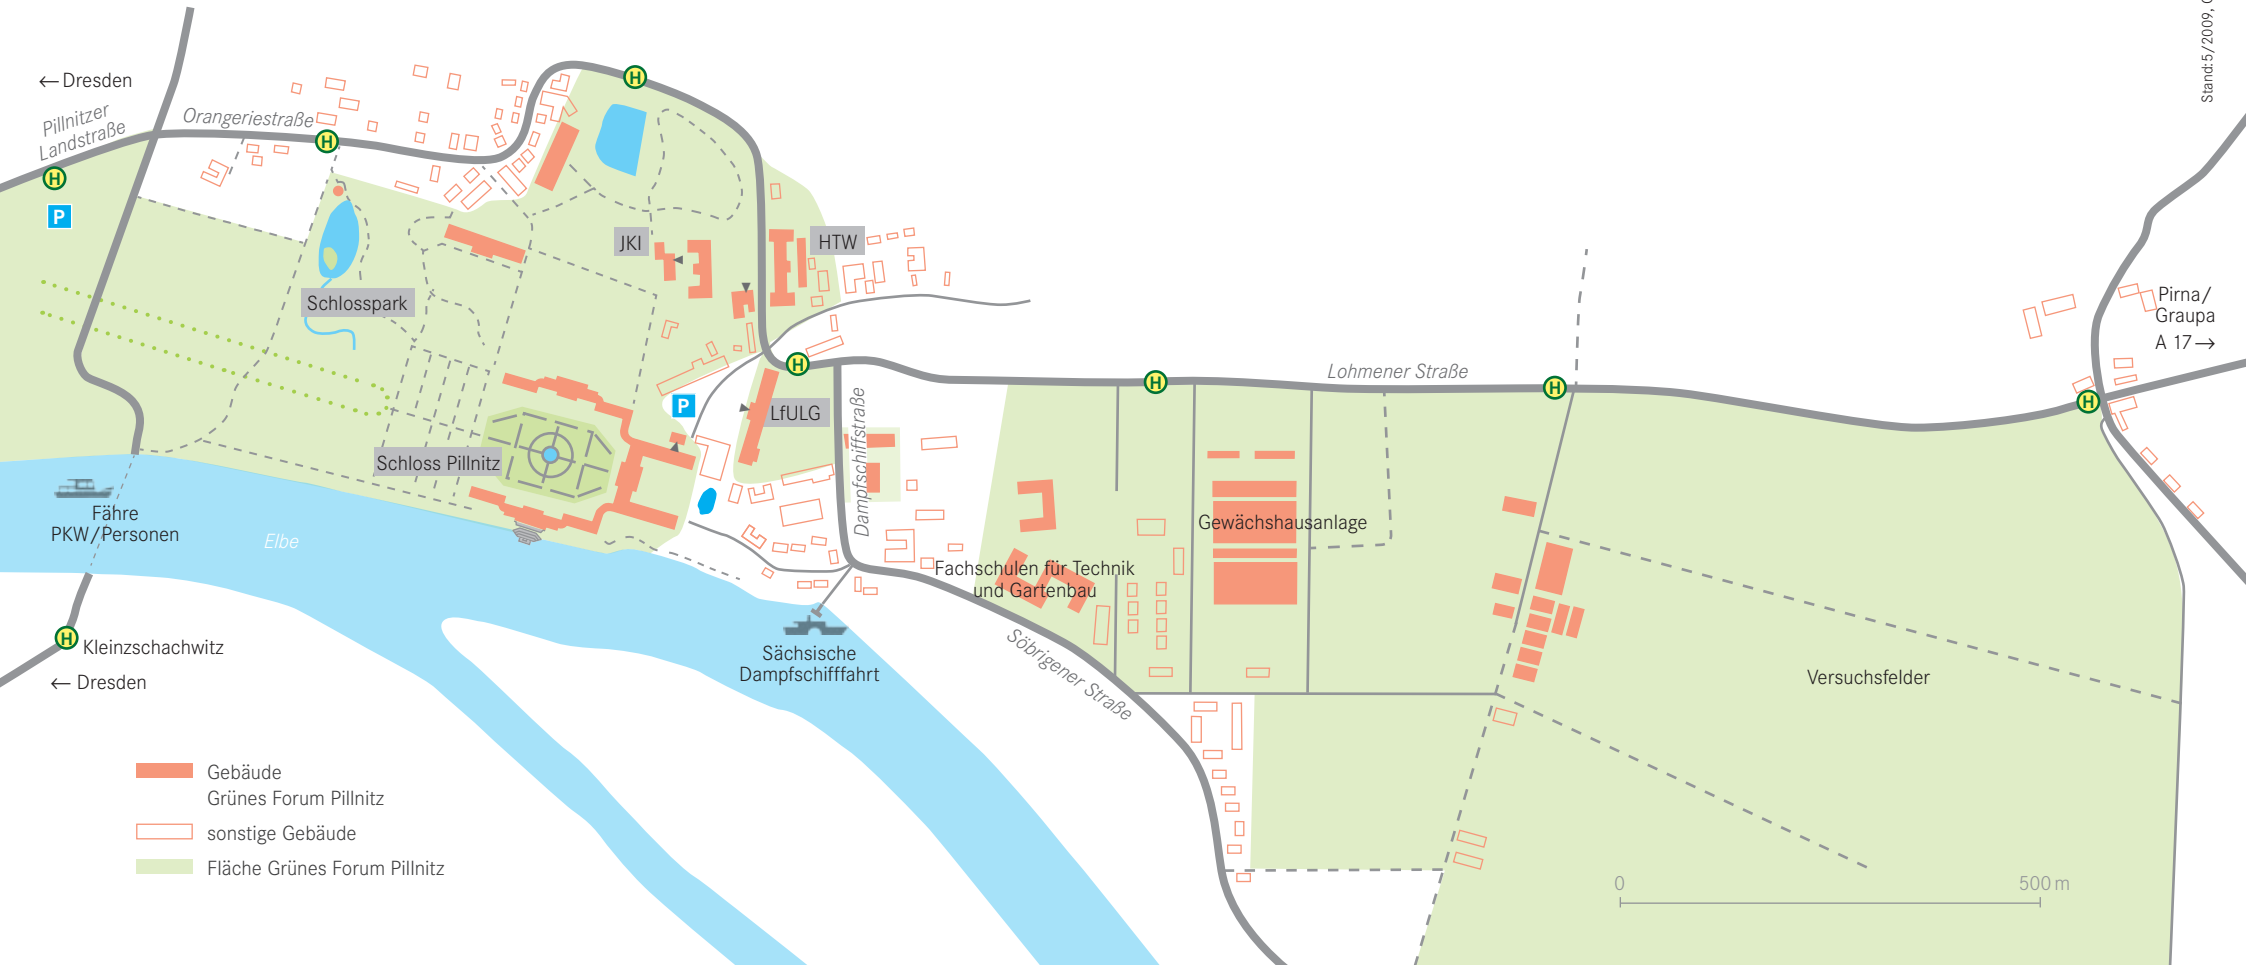 Stand:5/2009,
← Dresden
Pillnitzer
Landstraße
Orangeriestraße
H
H
H
P
JKI
HTW
Schlosspark
Pirna/
Graupa
A 17 →
H
H
Lohmener Straße
H
H
P
LfULG
Dampfschiffstraße
Schloss Pillnitz
Fähre
PKW/Personen
Elbe
Gewächshausanlage
Fachschulen für Technik
und Gartenbau
H
Kleinzschachwitz
← Dresden
Sächsische
Dampfschifffahrt
Söbrigener Straße
Versuchsfelder
Gebäude
Grünes Forum Pillnitz
sonstige Gebäude
Fläche Grünes Forum Pillnitz
0
500 m